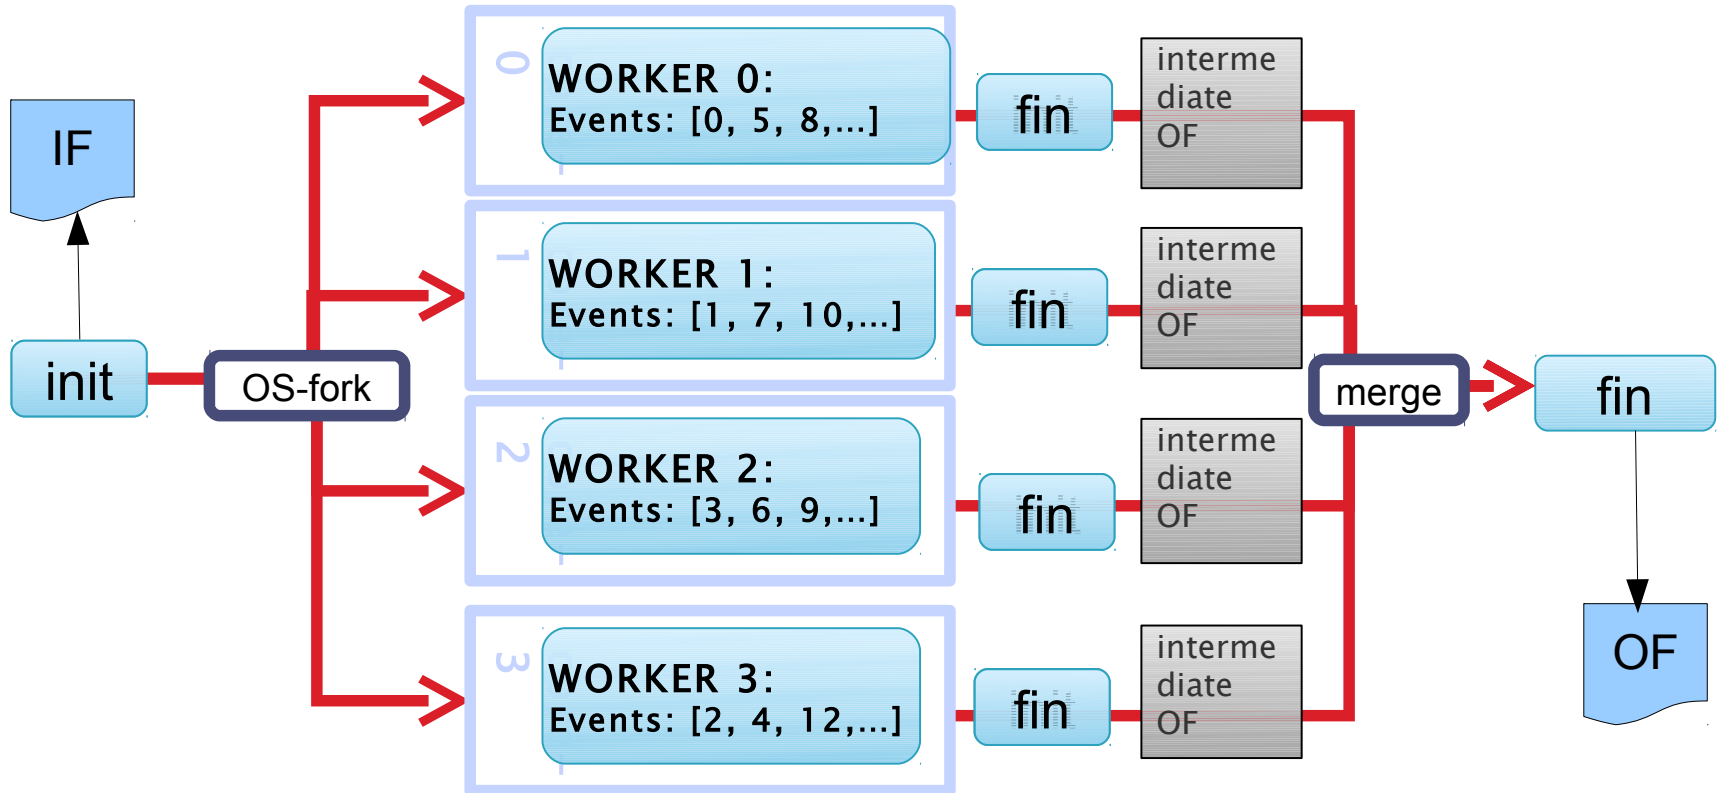 IF
init
OS-fork
0
WORKER 0:
Events: [0, 5, 8,...]
fin
interme
diate
OF
1
WORKER 1:
Events: [1, 7, 10,...]
fin
interme
diate
OF
2
WORKER 2:
Events: [3, 6, 9,...]
fin
interme
diate
OF
3
WORKER 3:
Events: [2, 4, 12,...]
fin
interme
diate
OF
merge
fin
OF